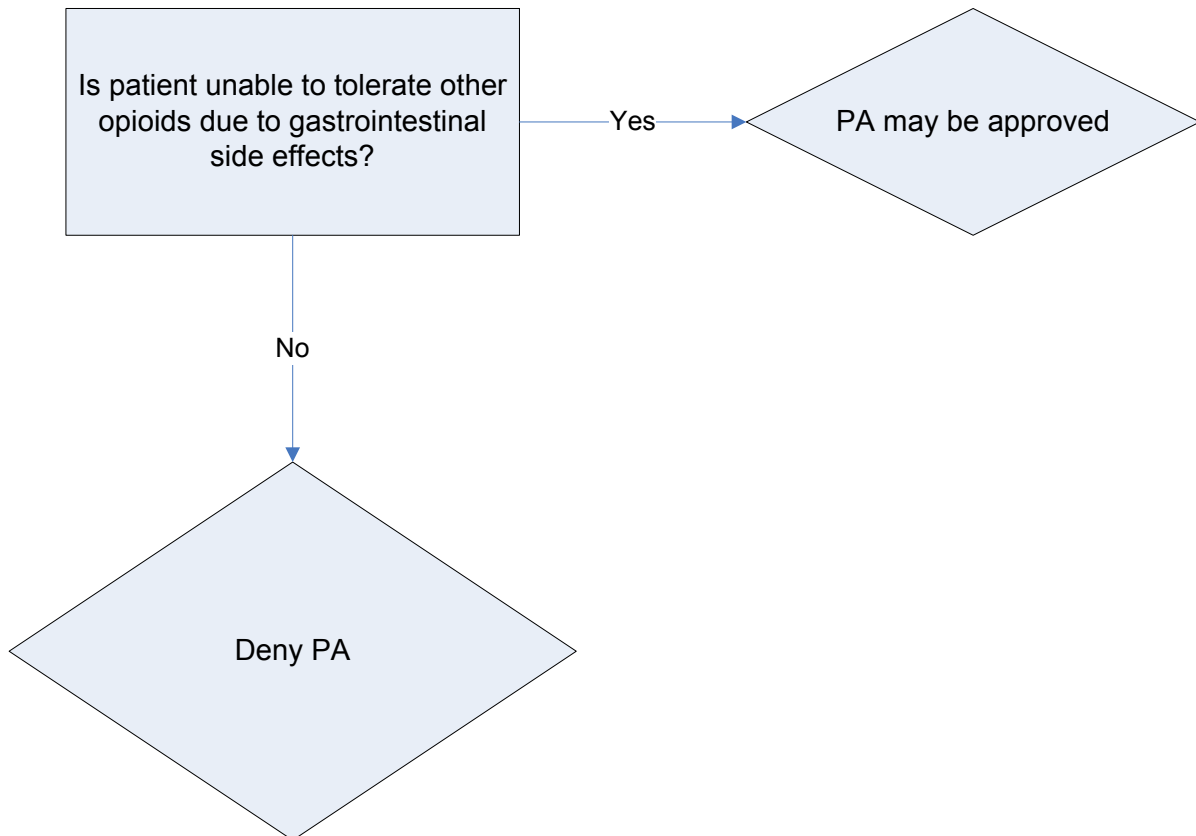 Is patient unable to tolerate other
opioids due to gastrointestinal
side effects?
Yes
PA may be approved
No
Deny PA